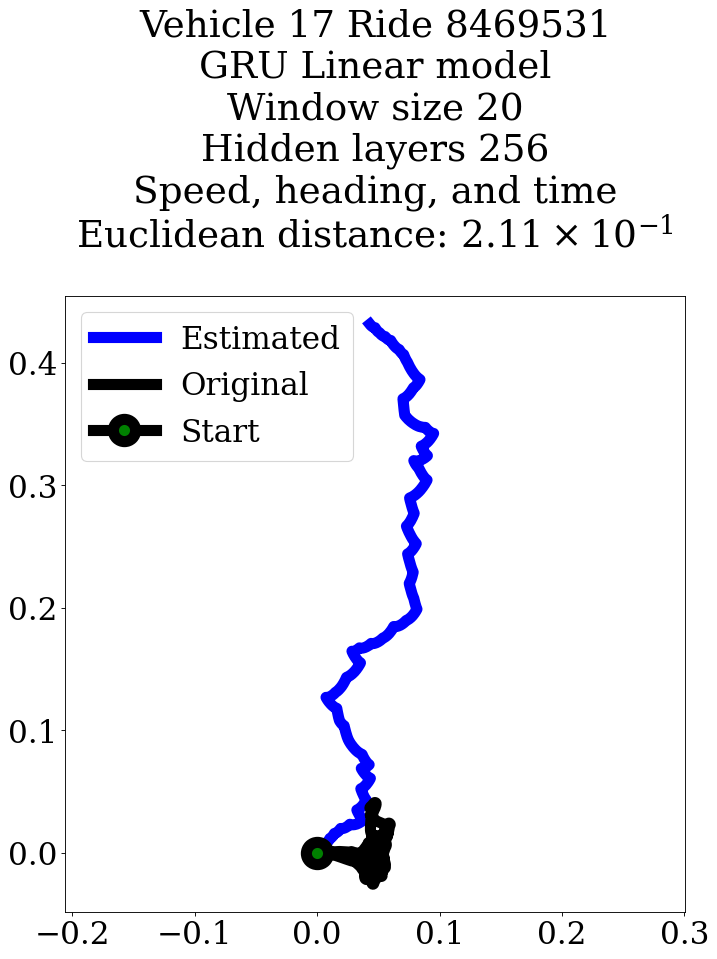 Vehicle 17 Ride 8469531
GRU Linear model
Window size 20
Hidden layers 256
Speed, heading, and time
Euclidean distance: 2.11 × 10⁻¹
Estimated
Original
Start
0.4
0.3
0.2
0.1
0.0
−0.2
−0.1
0.0
0.1
0.2
0.3